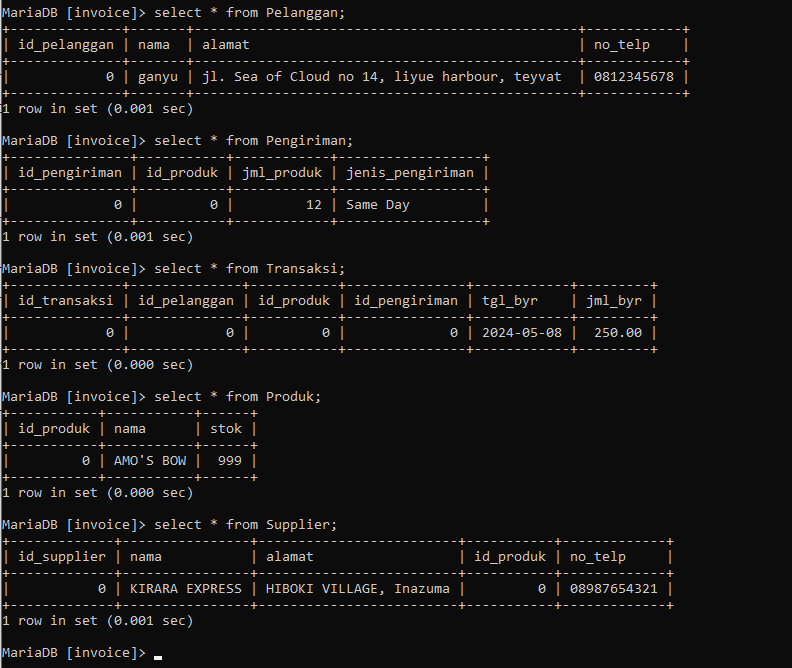 MariaDB [invoice]> select * from Pelanggan;
+--------------+-------+------------------------------------------------+------------+
| id_pelanggan | nama  | alamat                                         | no_telp    |
+--------------+-------+------------------------------------------------+------------+
|            0 | ganyu | jl. Sea of Cloud no 14, liyue harbour, teyvat  | 0812345678 |
+--------------+-------+------------------------------------------------+------------+
1 row in set (0.001 sec)

MariaDB [invoice]> select * from Pengiriman;
+---------------+-----------+------------+------------------+
| id_pengiriman | id_produk | jml_produk | jenis_pengiriman |
+---------------+-----------+------------+------------------+
|             0 |         0 |         12 | Same Day         |
+---------------+-----------+------------+------------------+
1 row in set (0.001 sec)

MariaDB [invoice]> select * from Transaksi;
+--------------+--------------+-----------+---------------+------------+---------+
| id_transaksi | id_pelanggan | id_produk | id_pengiriman | tgl_byr    | jml_byr |
+--------------+--------------+-----------+---------------+------------+---------+
|            0 |            0 |         0 |             0 | 2024-05-08 |  250.00 |
+--------------+--------------+-----------+---------------+------------+---------+
1 row in set (0.000 sec)

MariaDB [invoice]> select * from Produk;
+-----------+-----------+------+
| id_produk | nama      | stok |
+-----------+-----------+------+
|         0 | AMO'S BOW |  999 |
+-----------+-----------+------+
1 row in set (0.000 sec)

MariaDB [invoice]> select * from Supplier;
+-------------+----------------+-------------------------+-----------+-------------+
| id_supplier | nama           | alamat                  | id_produk | no_telp     |
+-------------+----------------+-------------------------+-----------+-------------+
|           0 | KIRARA EXPRESS | HIBOKI VILLAGE, Inazuma |         0 | 08987654321 |
+-------------+----------------+-------------------------+-----------+-------------+
1 row in set (0.001 sec)

MariaDB [invoice]>